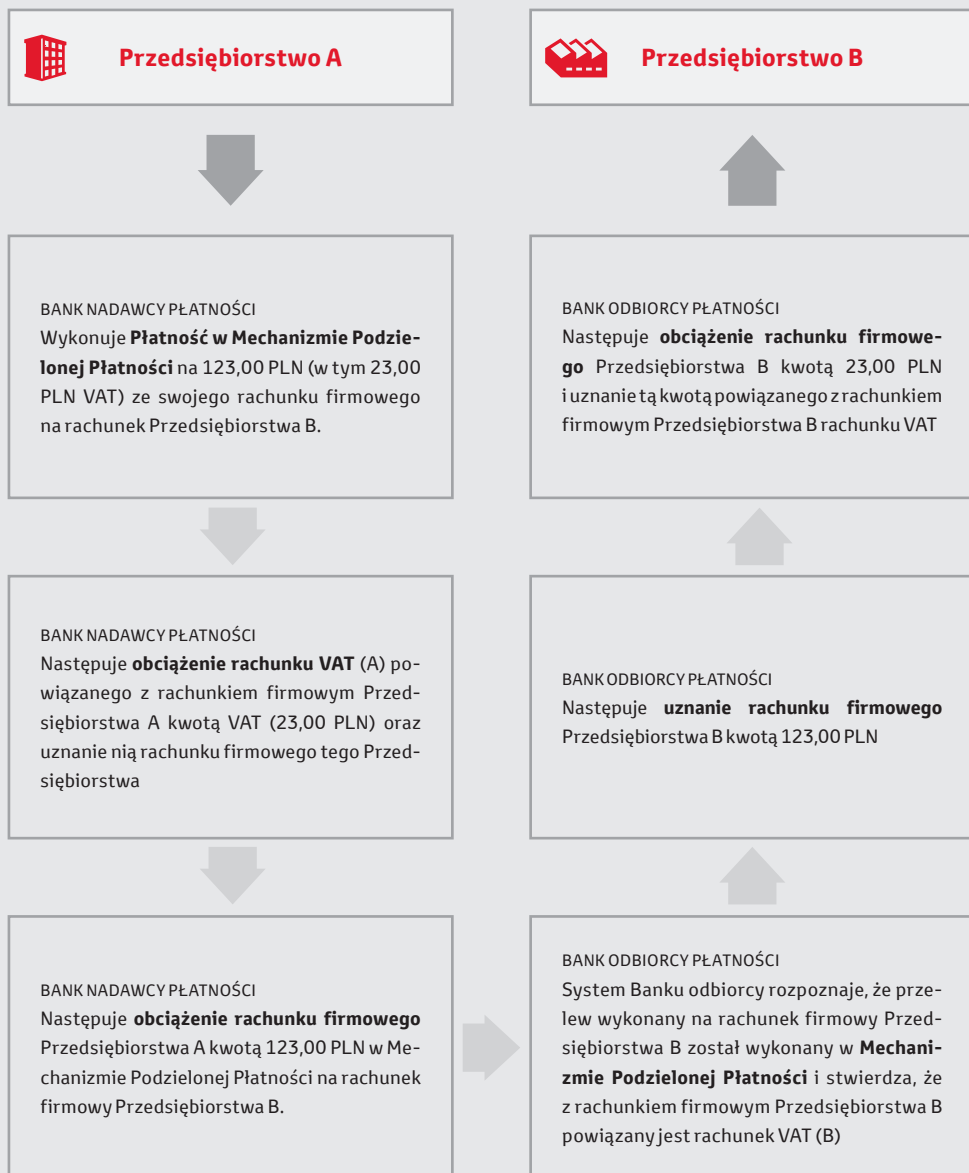 Przedsiębiorstwo A
BANK NADAWCY PŁATNOŚCI
Wykonuje Płatność w Mechanizmie Podzie-
lonej Płatności na 123,00 PLN (w tym 23,00
PLN VAT) ze swojego rachunku firmowego
na rachunek Przedsiębiorstwa B.
BANK NADAWCY PŁATNOŚCI
Następuje obciążenie rachunku VAT (A) po-
wiązanego z rachunkiem firmowym Przed-
siębiorstwa A kwotą VAT (23,00 PLN) oraz
uznanie nią rachunku firmowego tego Przed-
siębiorstwa
BANK NADAWCY PŁATNOŚCI
Następuje obciążenie rachunku firmowego
Przedsiębiorstwa A kwotą 123,00 PLN w Me-
chanizmie Podzielonej Płatności na rachunek
firmowy Przedsiębiorstwa B.
BANK ODBIORCY PŁATNOŚCI
System Banku odbiorcy rozpoznaje, że prze-
lew wykonany na rachunek firmowy Przed-
siębiorstwa B został wykonany w Mechani-
zmie Podzielonej Płatności i stwierdza, że
z rachunkiem firmowym Przedsiębiorstwa B
powiązany jest rachunek VAT (B)
BANK ODBIORCY PŁATNOŚCI
Następuje uznanie rachunku firmowego
Przedsiębiorstwa B kwotą 123,00 PLN
BANK ODBIORCY PŁATNOŚCI
Następuje obciążenie rachunku firmowe-
go Przedsiębiorstwa B kwotą 23,00 PLN
i uznanie tą kwotą powiązanego z rachunkiem
firmowym Przedsiębiorstwa B rachunku VAT
Przedsiębiorstwo B